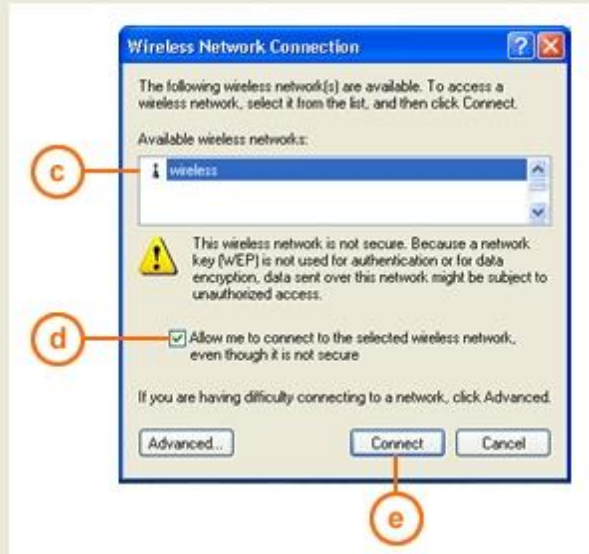 Wireless Network Connection
The following wireless network(s) are available. To access a
wireless network, select it from the list, and then click Connect.
Available wireless networks:
c
wireless
This wireless network is not secure. Because a network
key (WEP) is not used for authentication or for data
encryption, data sent over this network might be subject to
unauthorized access.
d
Allow me to connect to the selected wireless network,
even though it is not secure
If you are having difficulty connecting to a network, click Advanced.
Advanced... Connect Cancel
e